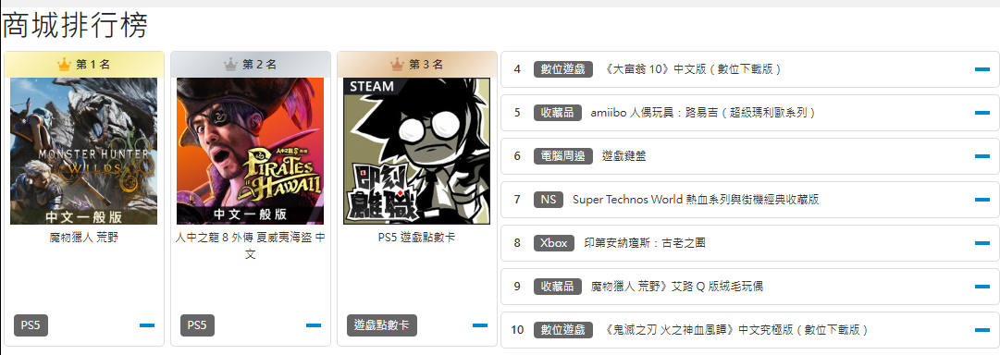 商城排行榜
第 1 名
MONSTER HUNTER
WILDS
中文一般版
魔物獵人 荒野
PS5
第 2 名
人中之龍8外傳
PIRATES IN HAWAII
中文一般版
人中之龍 8 外傳 夏威夷海盜 中
文
PS5
第 3 名
STEAM
即刻
離職
PS5 遊戲點數卡
遊戲點數卡
4 數位遊戲 《大富翁 10》中文版（數位下載版）
5 收藏品 amiibo 人偶玩具：路易吉（超級瑪利歐系列）
6 電腦周邊 遊戲鍵盤
7 NS Super Technos World 熱血系列與街機經典收藏版
8 Xbox 印第安納瓊斯：古老之圈
9 收藏品 魔物獵人 荒野》艾路 Q 版絨毛玩偶
10 數位遊戲 《鬼滅之刃 火之神血風譚》中文究極版（數位下載版）